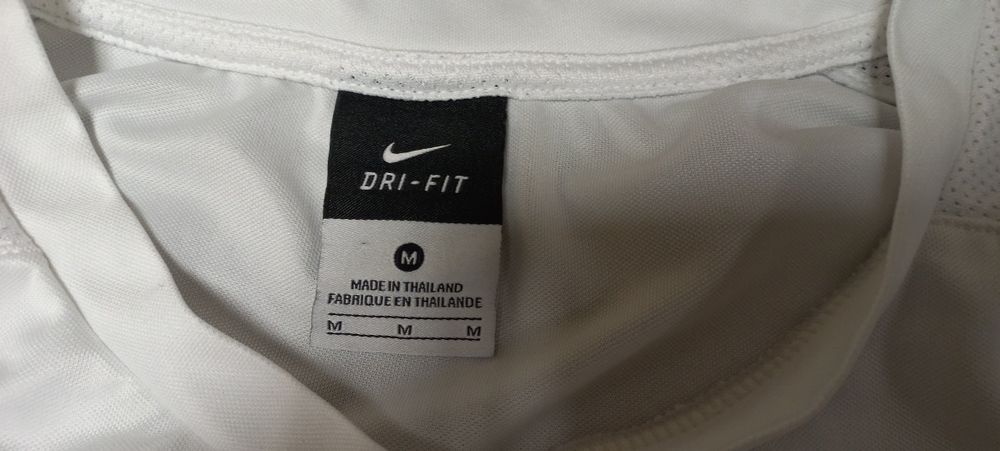 DRI-FIT
M
MADE IN THAILAND
FABRIQUE EN THAILANDE
M M M